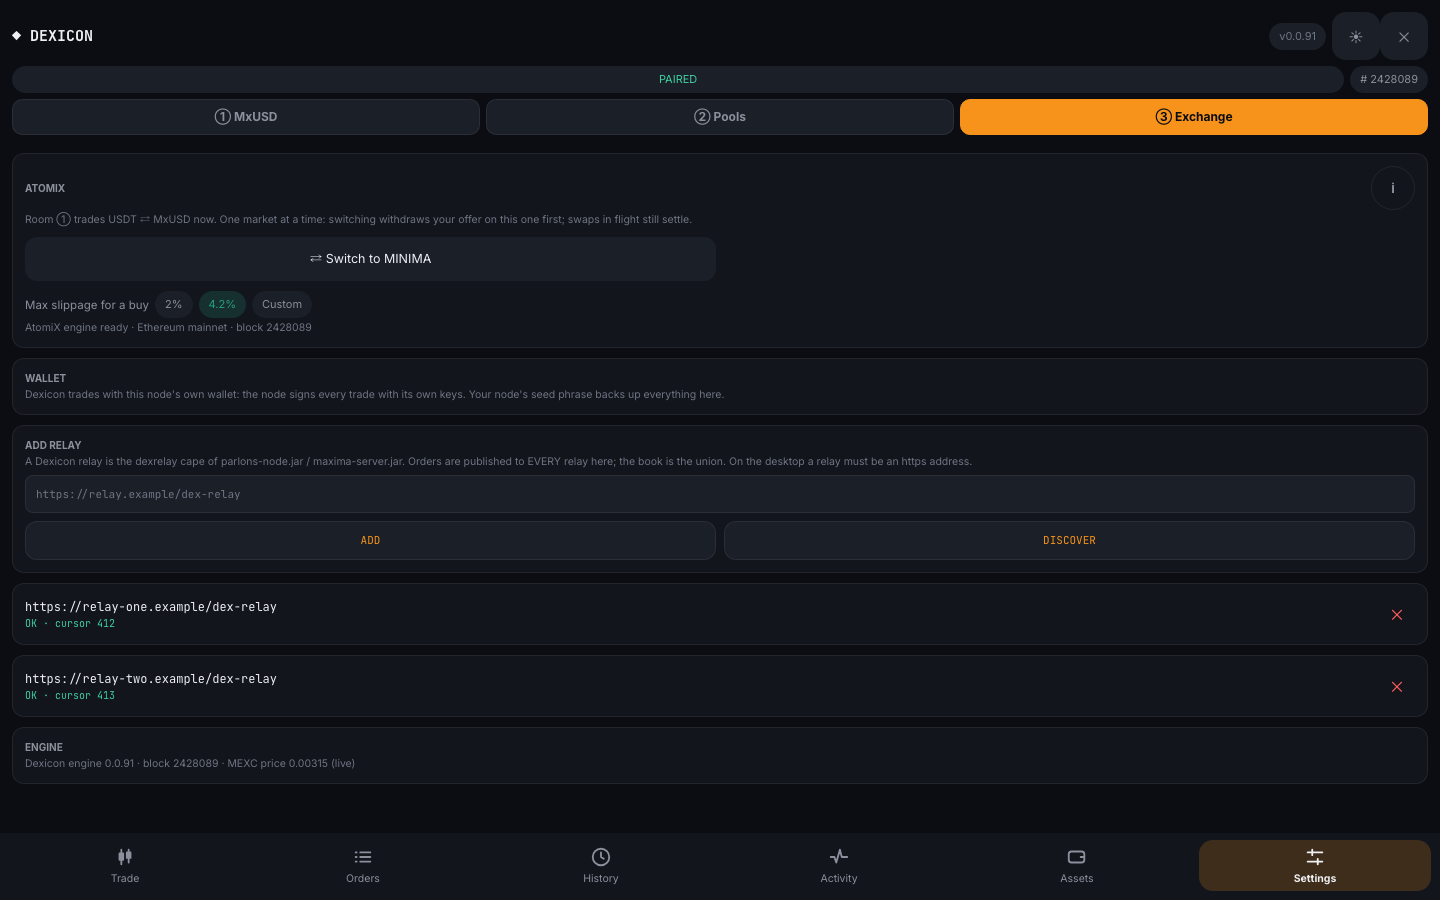 ◆ DEXICON
v0.0.91
☀
×
PAIRED
# 2428089
① MxUSD
② Pools
③ Exchange
ATOMIX
i
Room ① trades USDT ⇄ MxUSD now. One market at a time: switching withdraws your offer on this one first; swaps in flight still settle.
⇄ Switch to MINIMA
Max slippage for a buy
2%
4.2%
Custom
AtomiX engine ready · Ethereum mainnet · block 2428089
WALLET
Dexicon trades with this node's own wallet: the node signs every trade with its own keys. Your node's seed phrase backs up everything here.
ADD RELAY
A Dexicon relay is the dexrelay cape of parlons-node.jar / maxima-server.jar. Orders are published to EVERY relay here; the book is the union. On the desktop a relay must be an https address.
https://relay.example/dex-relay
ADD
DISCOVER
https://relay-one.example/dex-relay
OK · cursor 412
×
https://relay-two.example/dex-relay
OK · cursor 413
×
ENGINE
Dexicon engine 0.0.91 · block 2428089 · MEXC price 0.00315 (live)
Trade
Orders
History
Activity
Assets
Settings